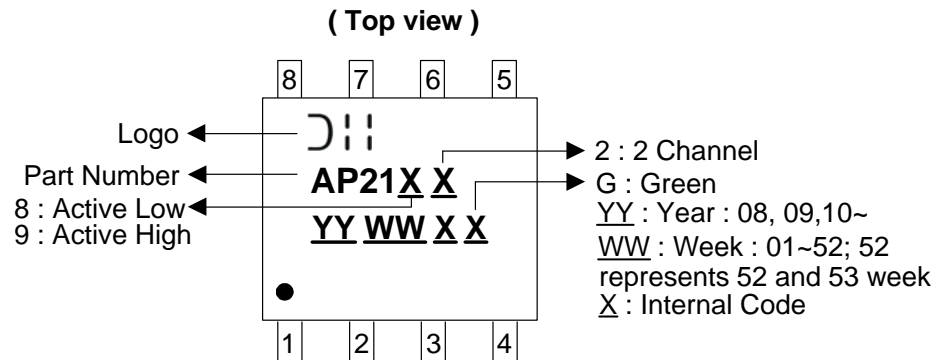 ( Top view )
8 7 6 5
Logo
Part Number
8 : Active Low
9 : Active High
AP21X X
YY WW X X
2 : 2 Channel
G : Green
YY : Year : 08, 09,10~
WW : Week : 01~52; 52
represents 52 and 53 week
X : Internal Code
1 2 3 4